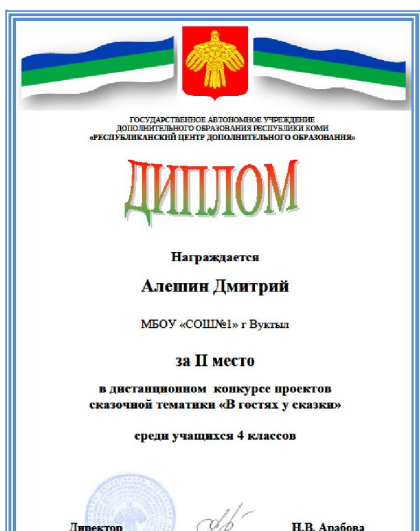 ГОСУДАРСТВЕННОЕ АВТОНОМНОЕ УЧРЕЖДЕНИЕ
ДОПОЛНИТЕЛЬНОГО ОБРАЗОВАНИЯ РЕСПУБЛИКИ КОМИ
«РЕСПУБЛИКАНСКИЙ ЦЕНТР ДОПОЛНИТЕЛЬНОГО ОБРАЗОВАНИЯ»
ДИПЛОМ
Награждается
Алешин Дмитрий
МБОУ «СОШ№1» г Вуктыл
за II место
в дистанционном конкурсе проектов
сказочной тематики «В гостях у сказки»
среди учащихся 4 классов
Директор Н.В. Арабова